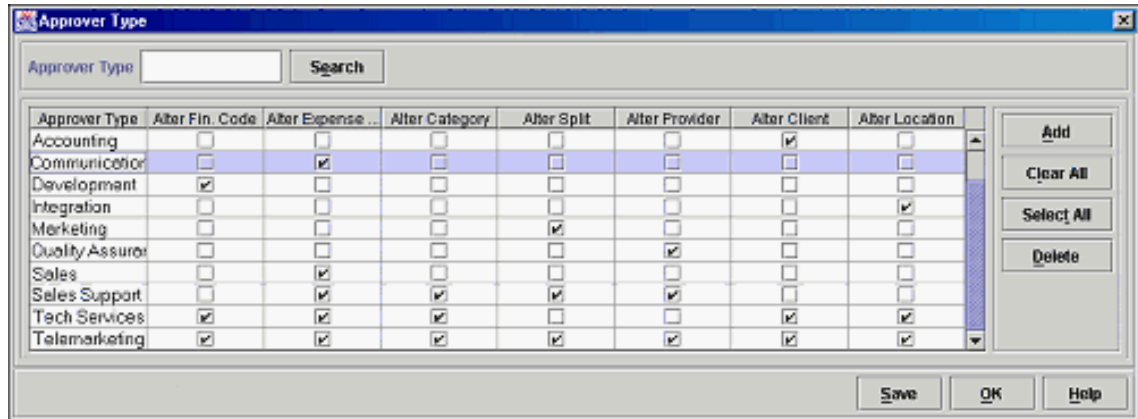 Approver Type
Approver Type Search
Approver Type Alter Fin. Code Alter Expense ... Alter Category Alter Split Alter Provider Alter Client Alter Location
Accounting
Communication
Development
Integration
Marketing
Quality Assurar
Sales
Sales Support
Tech Services
Telemarketing
Add
Clear All
Select All
Delete
Save OK Help